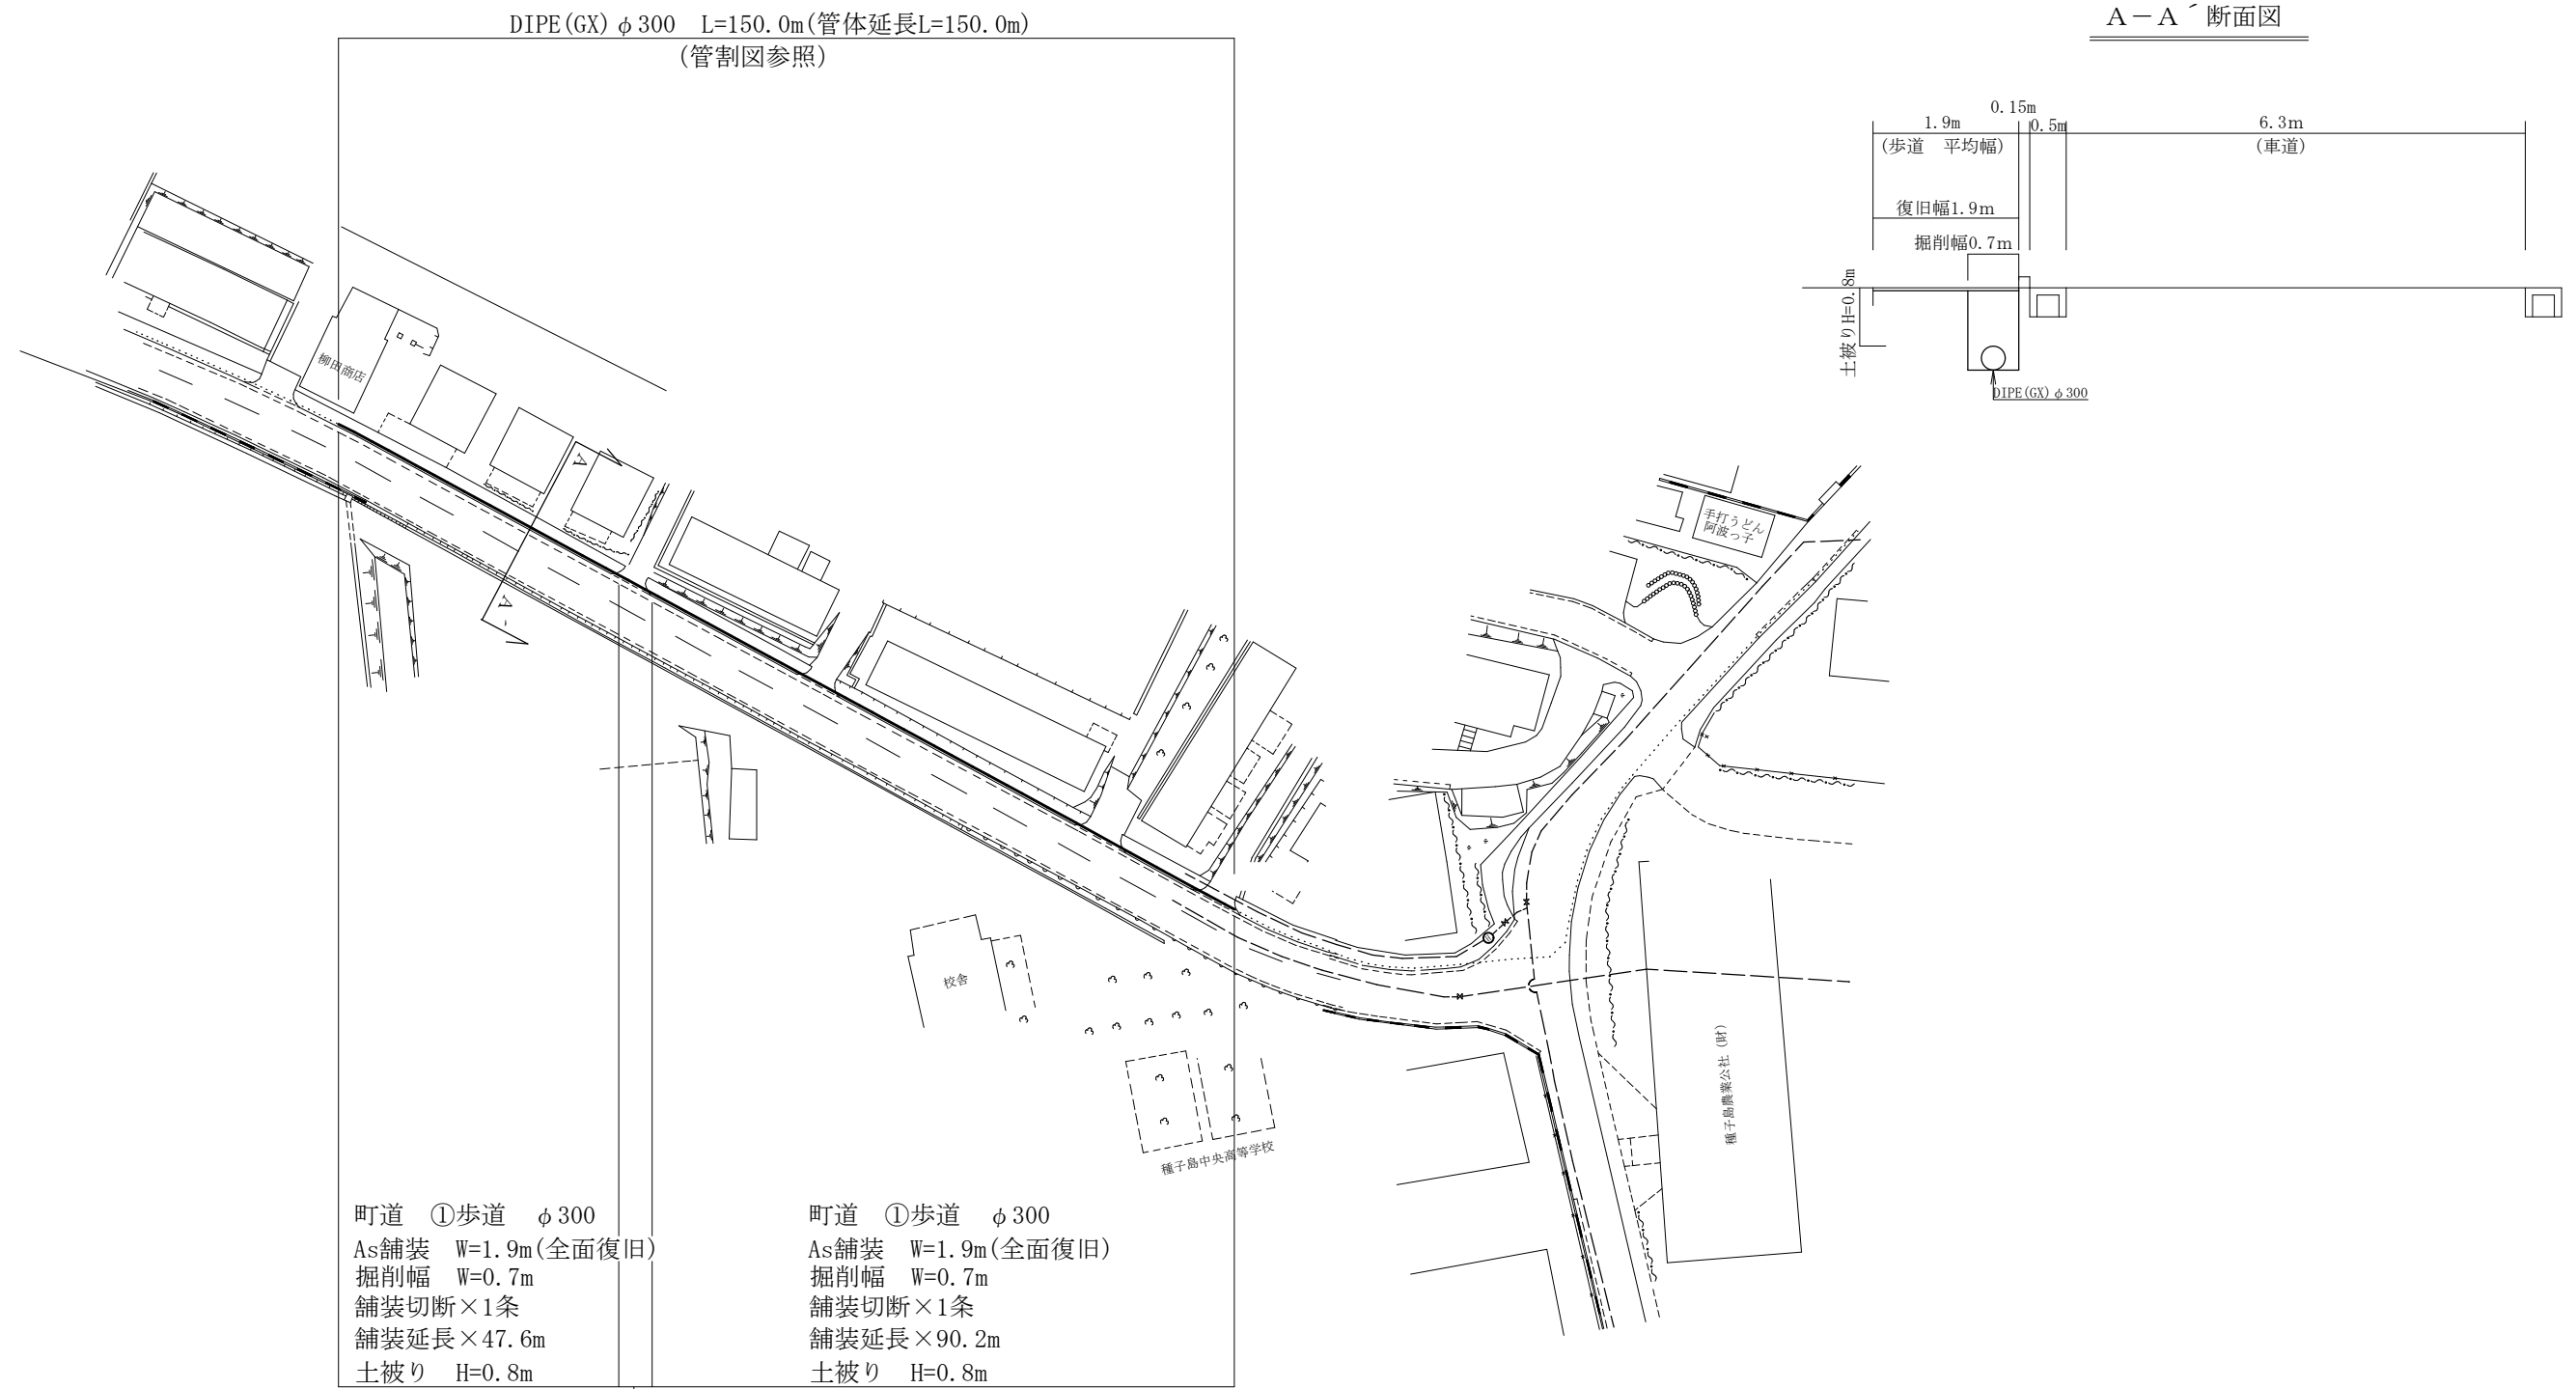 DIPE(GX)φ300　L=150.0m(管体延長L=150.0m)
(管割図参照)
A－A´断面図
0.15m
1.9m
0.5m
6.3m
(歩道　平均幅)
(車道)
復旧幅1.9m
掘削幅0.7m
土被りH=0.8m
DIPE(GX)φ300
柳田商店
A
A
手打うどん
阿波っ子
校舎
種子島中央高等学校
種子島農業公社（財）
町道　①歩道　φ300
As舗装　W=1.9m(全面復旧)
掘削幅　W=0.7m
舗装切断×1条
舗装延長×47.6m
土被り　H=0.8m
町道　①歩道　φ300
As舗装　W=1.9m(全面復旧)
掘削幅　W=0.7m
舗装切断×1条
舗装延長×90.2m
土被り　H=0.8m